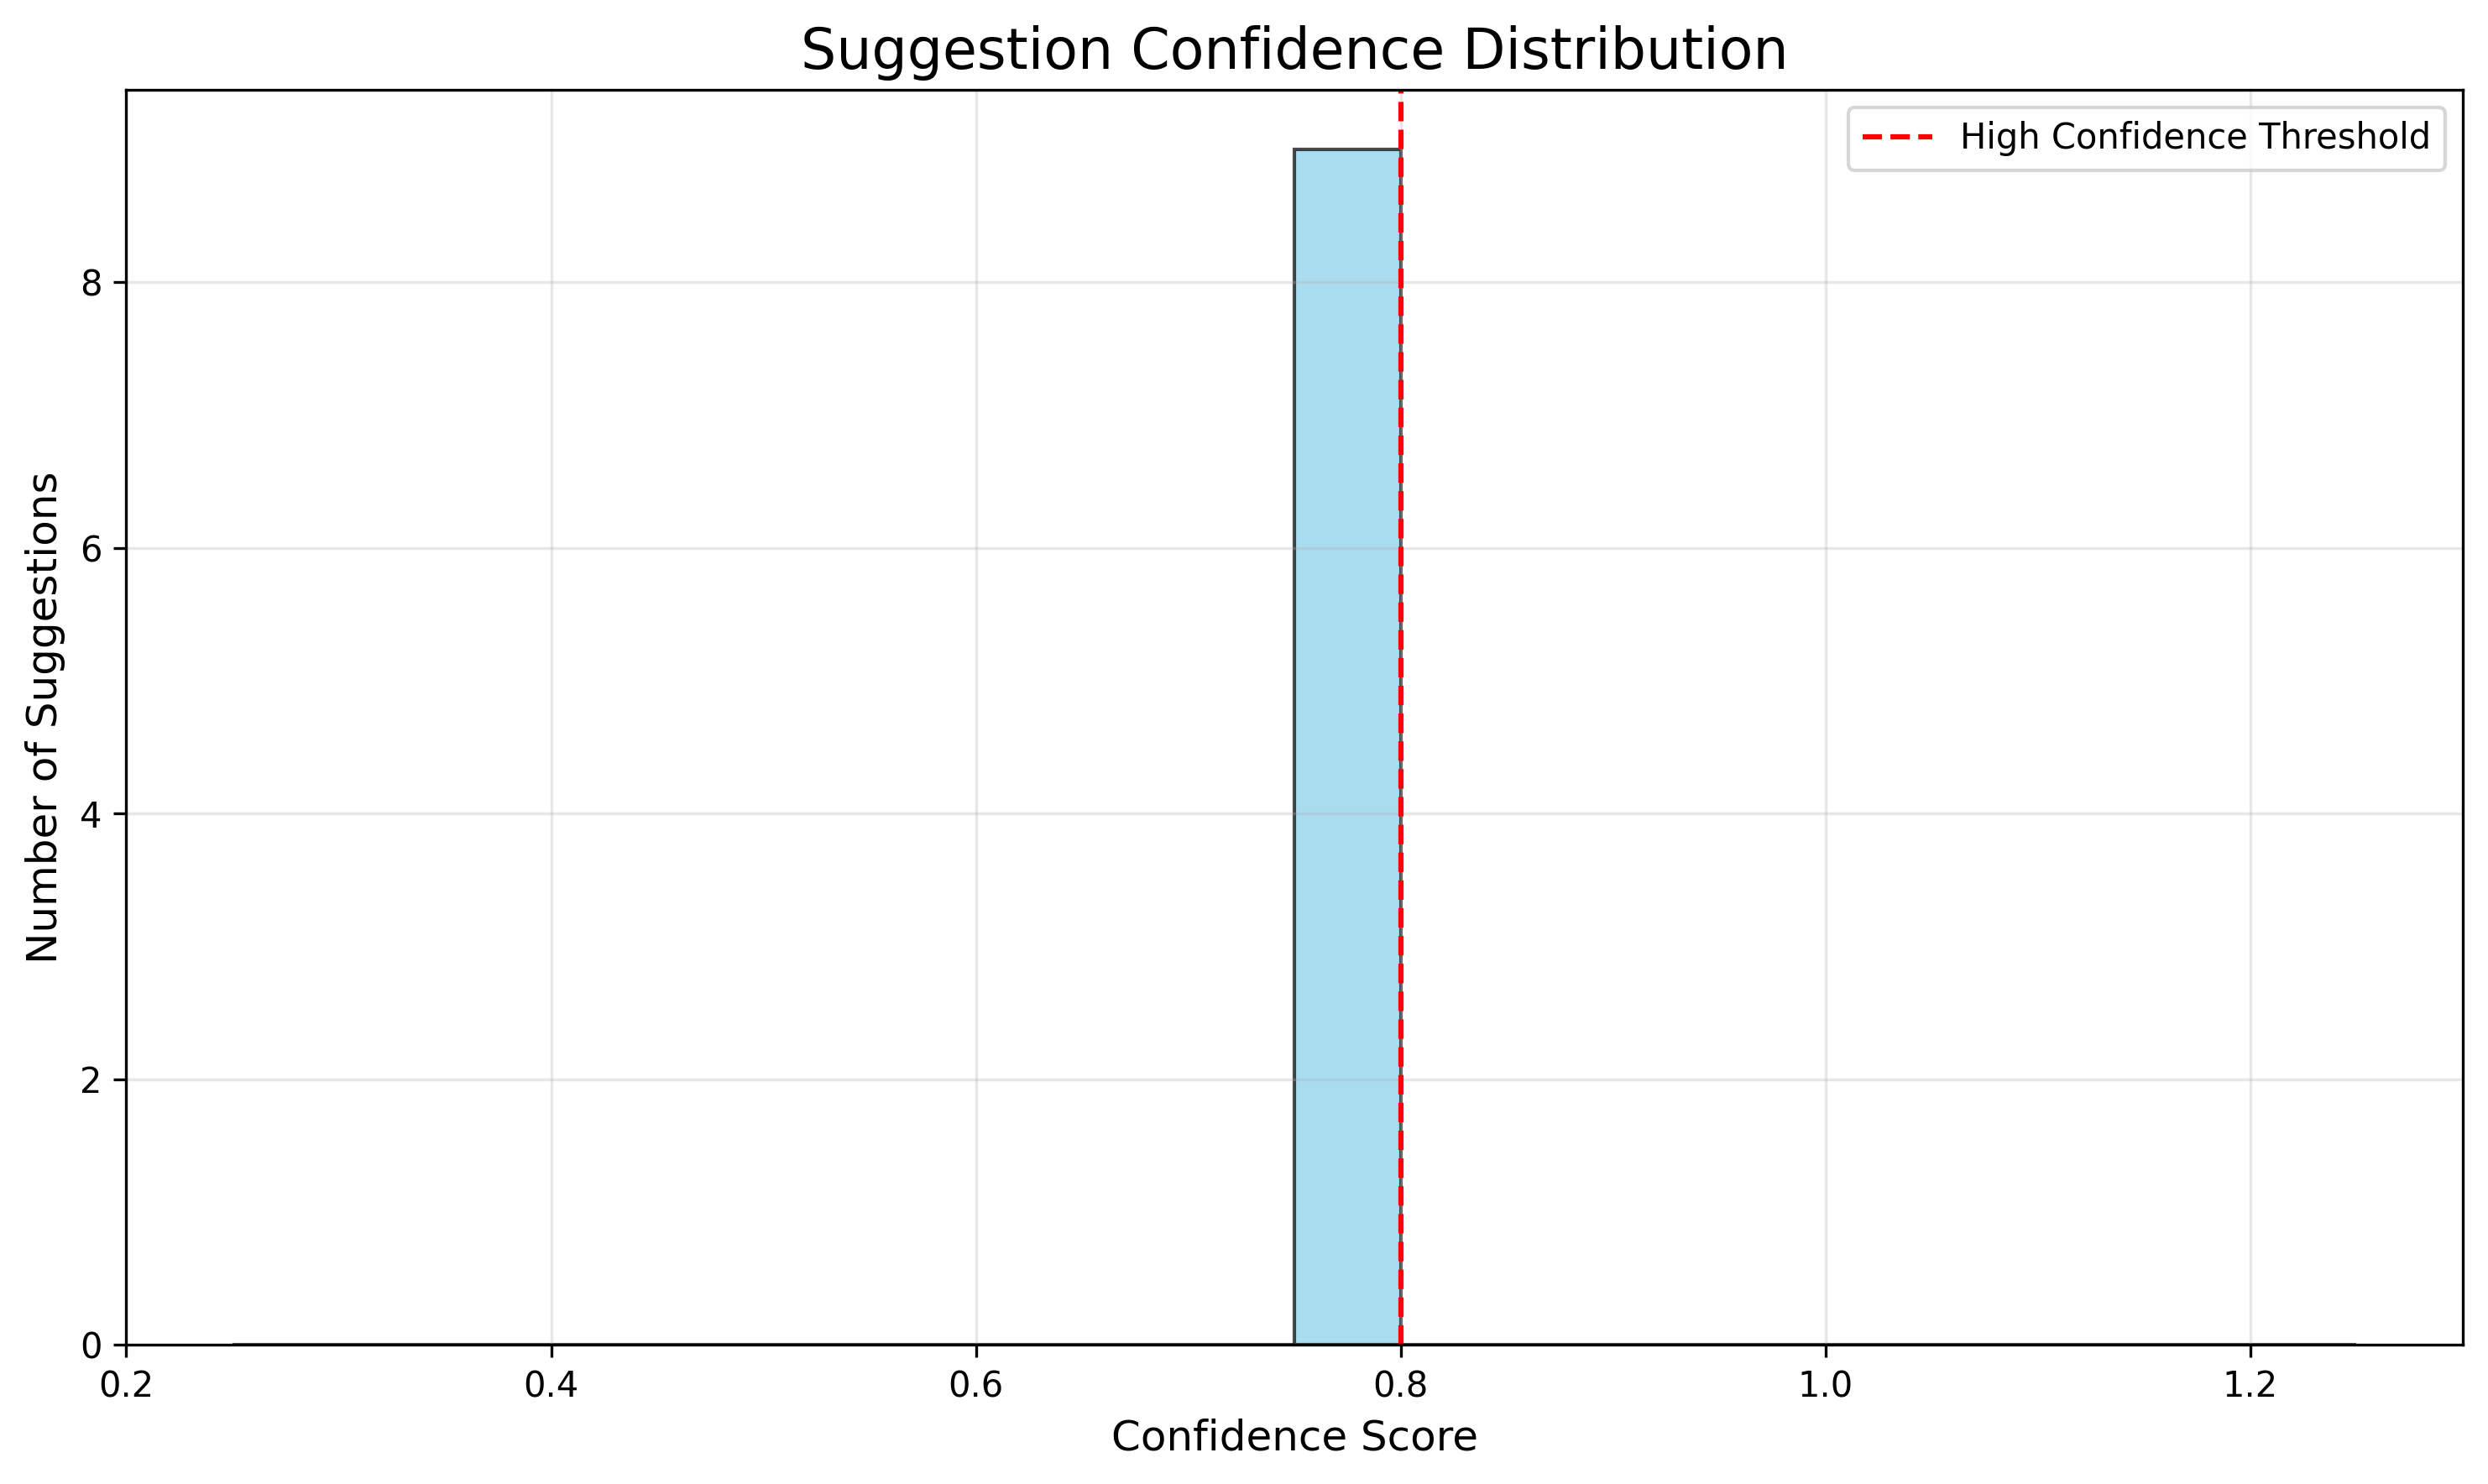 Suggestion Confidence Distribution
High Confidence Threshold
Number of Suggestions
8
6
4
2
0
0.2 0.4 0.6 0.8 1.0 1.2
Confidence Score